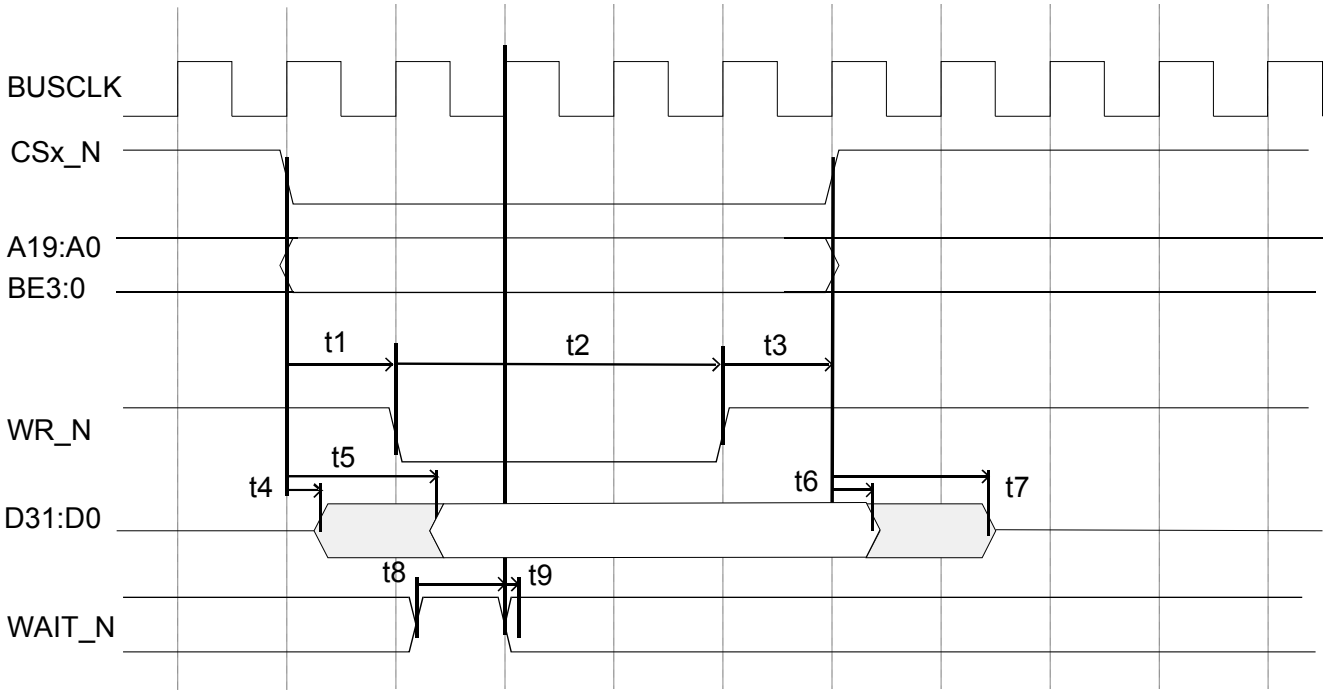 BUSCLK
CSx_N
A19:A0
BE3:0
t1 t2 t3
WR_N
t5
t4 t6 t7
D31:D0
t8 t9
WAIT_N